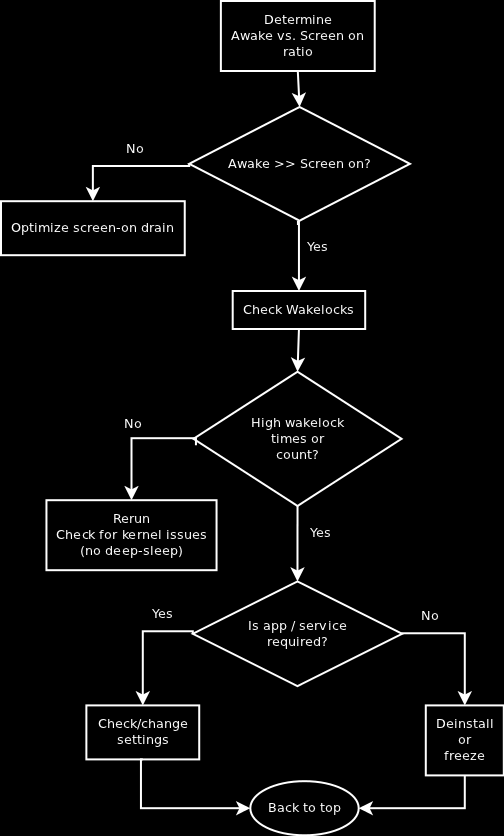 Determine
Awake vs. Screen on
ratio
Awake >> Screen on?
No
Optimize screen-on drain
Yes
Check Wakelocks
High wakelock
times or
count?
No
Rerun
Check for kernel issues
(no deep-sleep)
Yes
Is app / service
required?
Yes
No
Check/change
settings
Deinstall
or
freeze
Back to top